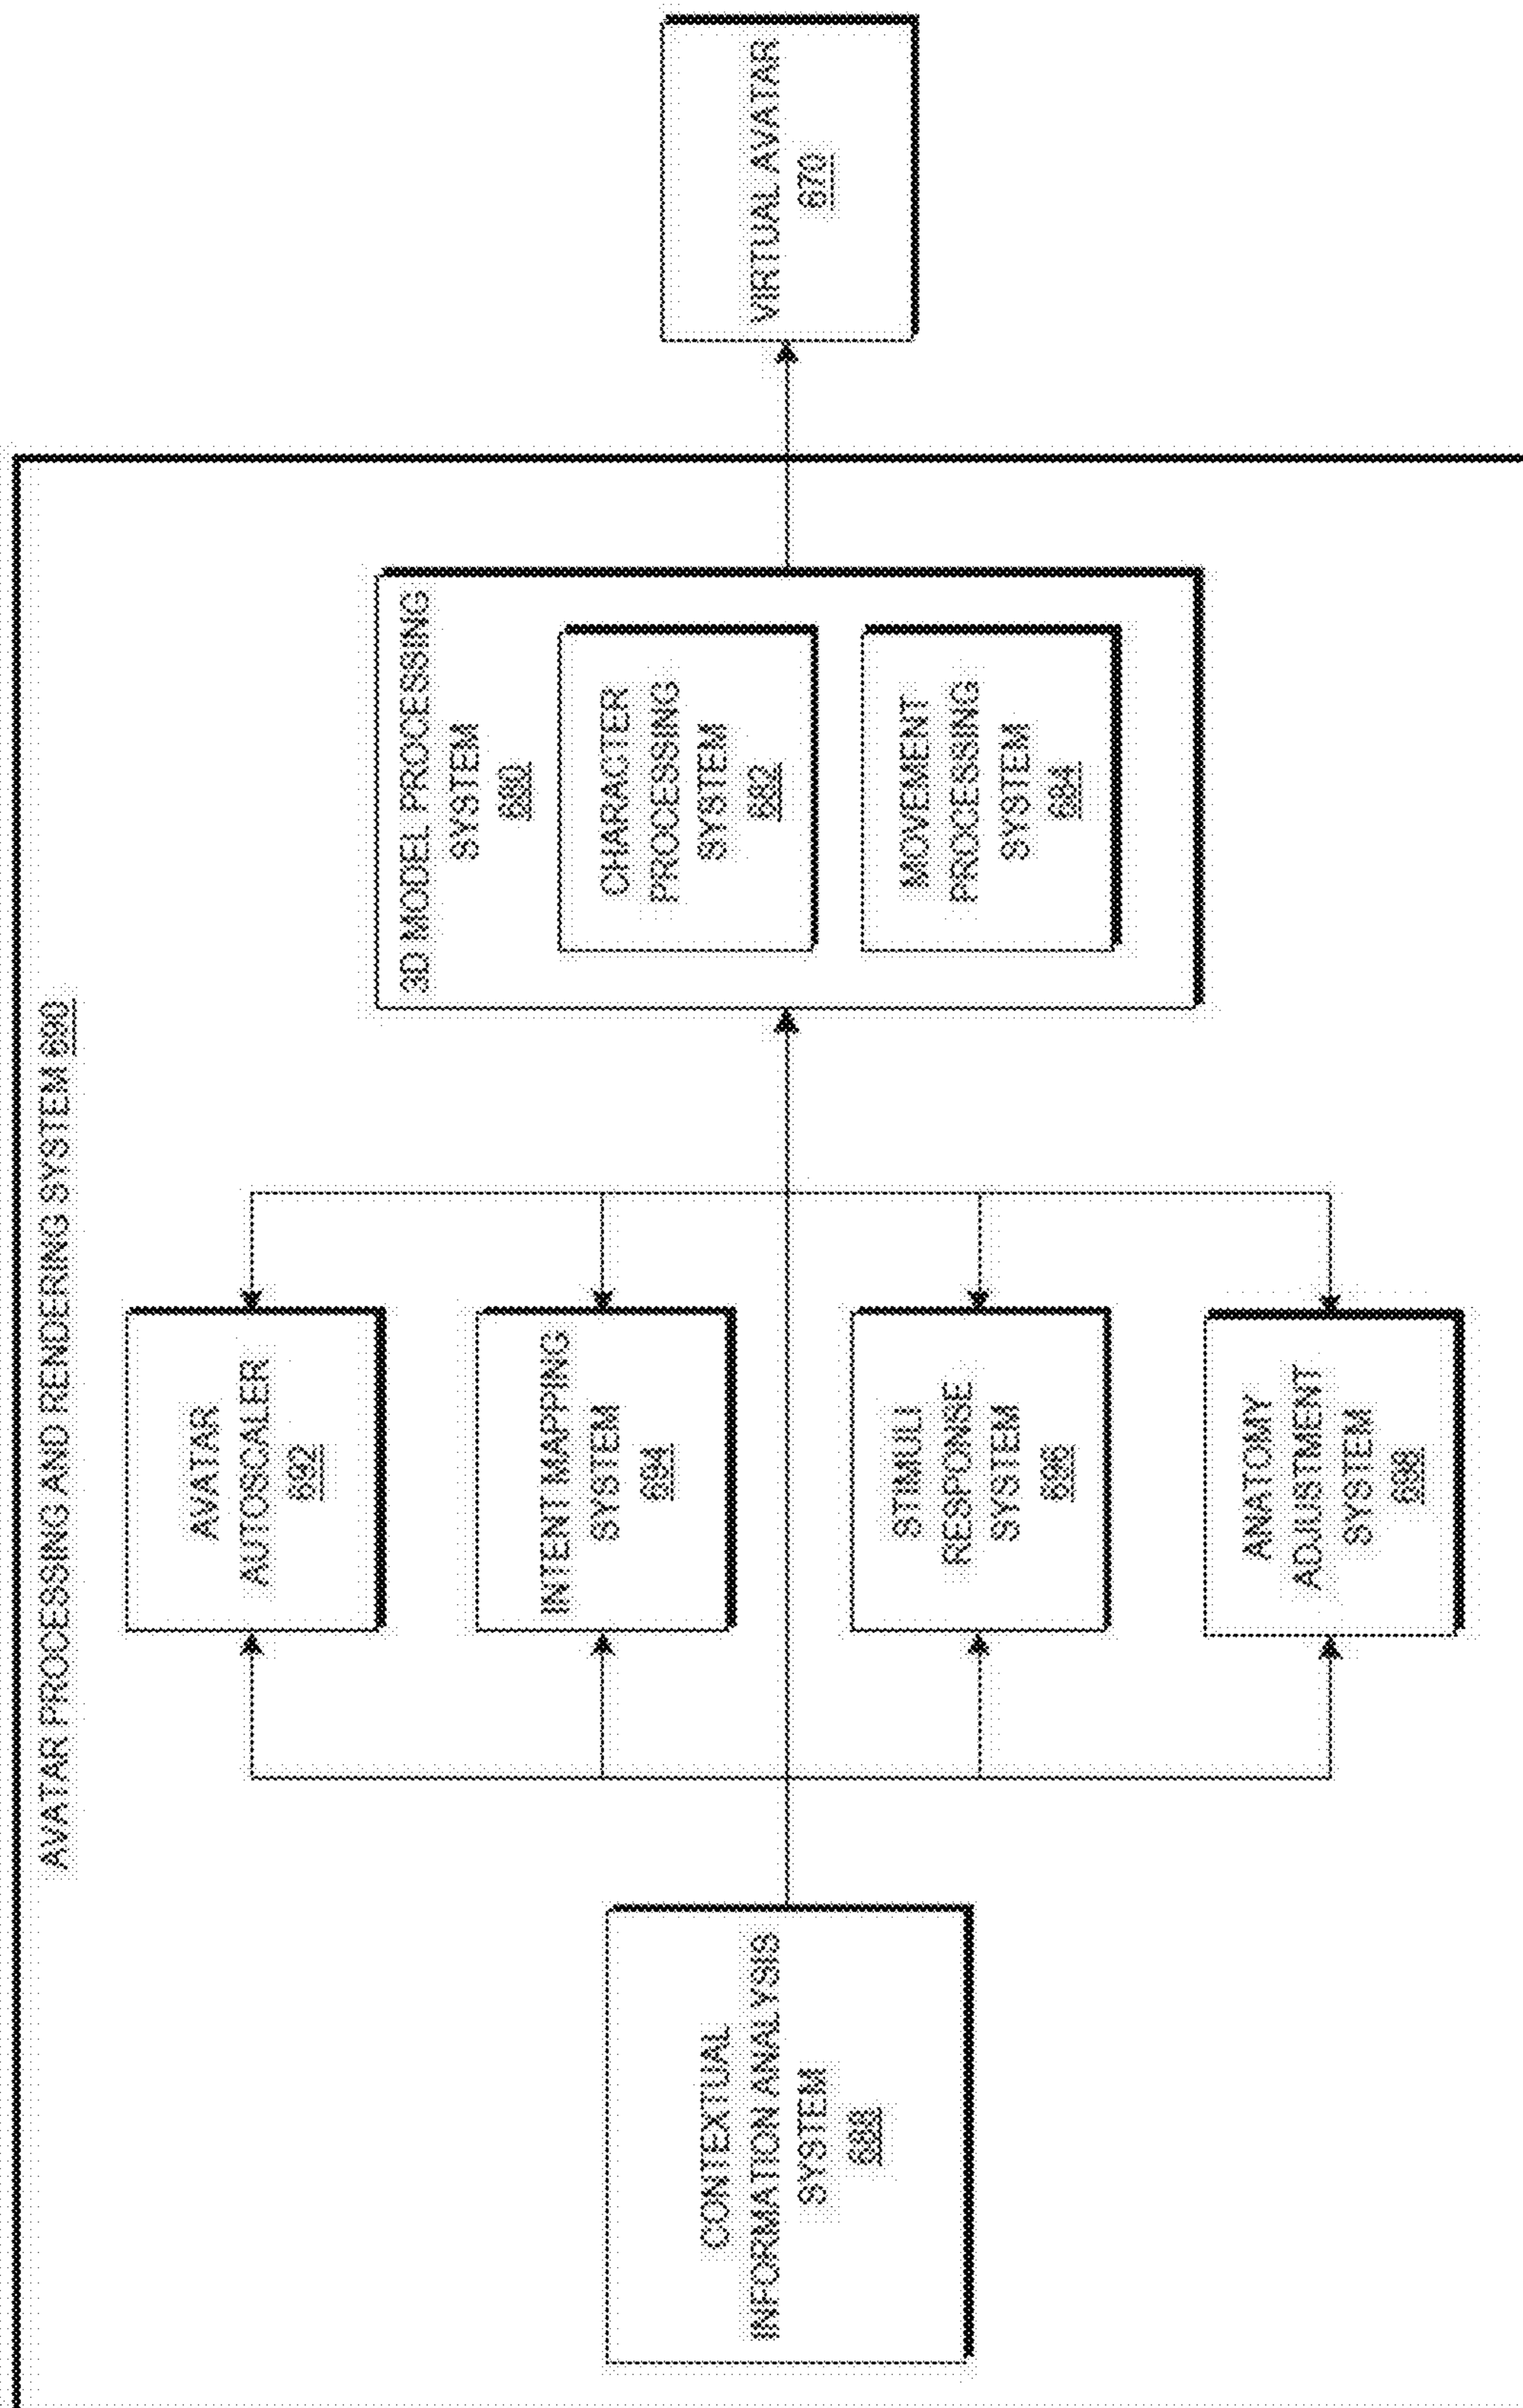 AVATAR PROCESSING AND RENDERING SYSTEM 690
CONTEXTUAL
INFORMATION ANALYSIS
SYSTEM
688
AVATAR
AUTOSCALER
692
INTENT MAPPING
SYSTEM
694
STIMULI
RESPONSE
SYSTEM
696
ANATOMY
ADJUSTMENT
SYSTEM
698
3D MODEL PROCESSING
SYSTEM
680
CHARACTER
PROCESSING
SYSTEM
682
MOVEMENT
PROCESSING
SYSTEM
684
VIRTUAL AVATAR
670